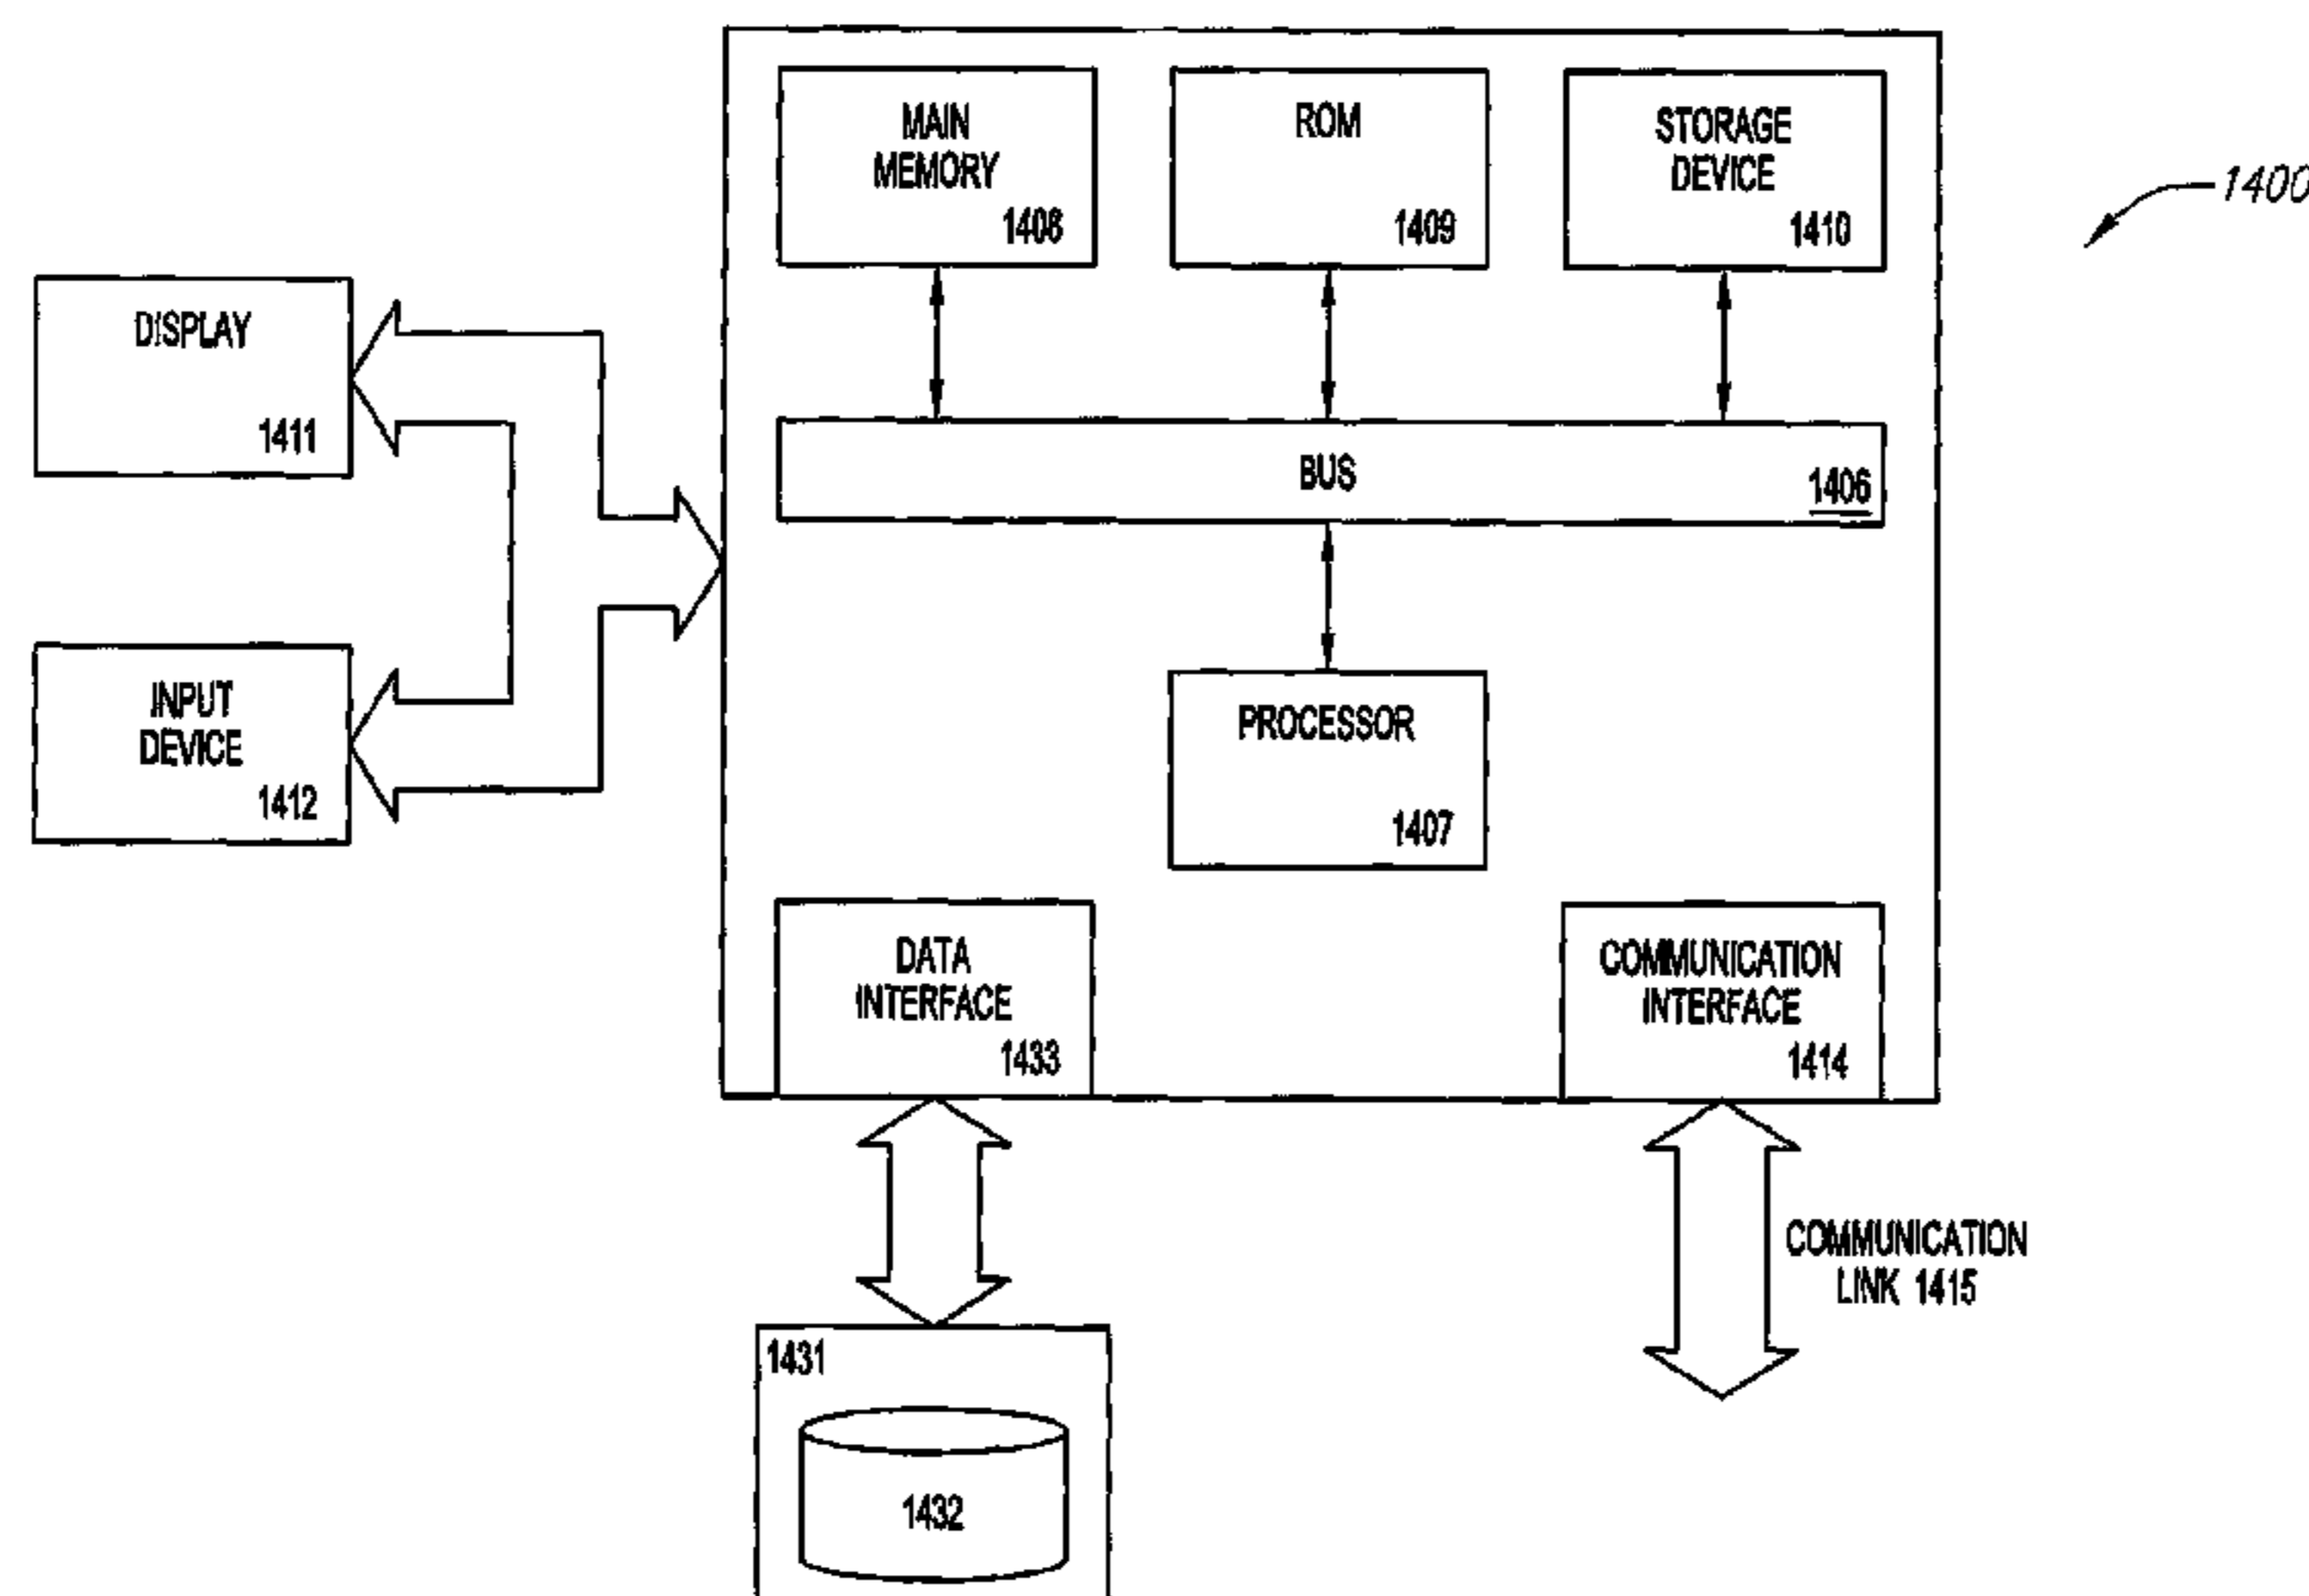 MAIN
MEMORY
1408
ROM
1409
STORAGE
DEVICE
1410
1400
DISPLAY
1411
BUS
1406
INPUT
DEVICE
1412
PROCESSOR
1407
DATA
INTERFACE
1433
COMMUNICATION
INTERFACE
1414
COMMUNICATION
LINK 1415
1431
1432